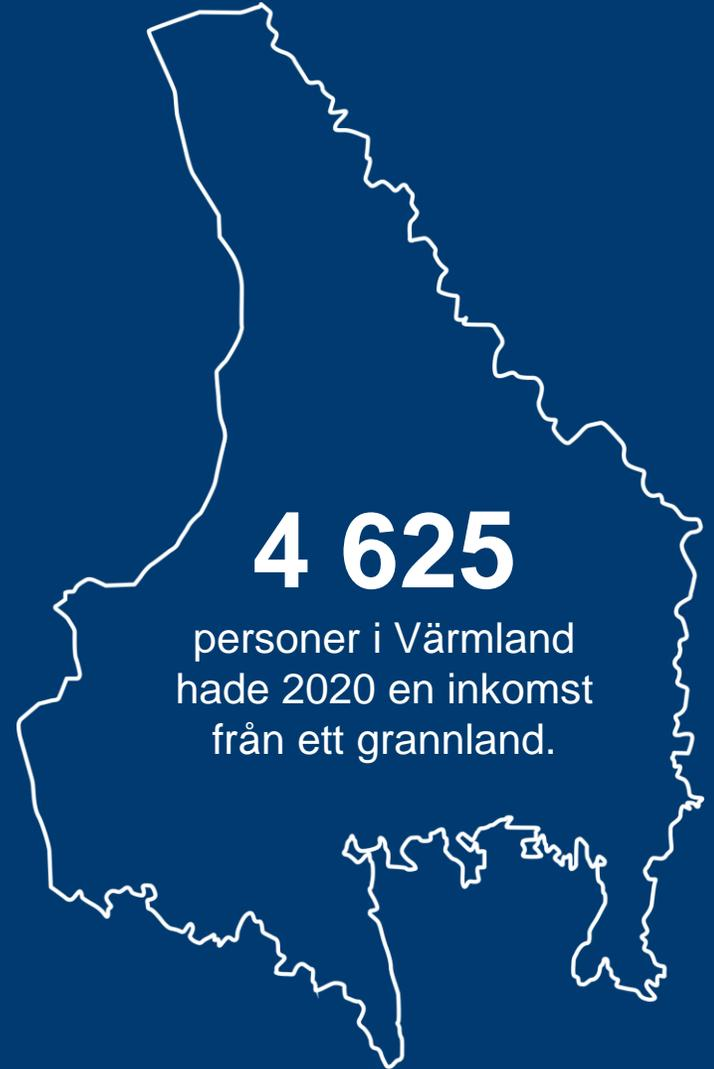 4 625
personer i Värmland
hade 2020 en inkomst
från ett grannland.